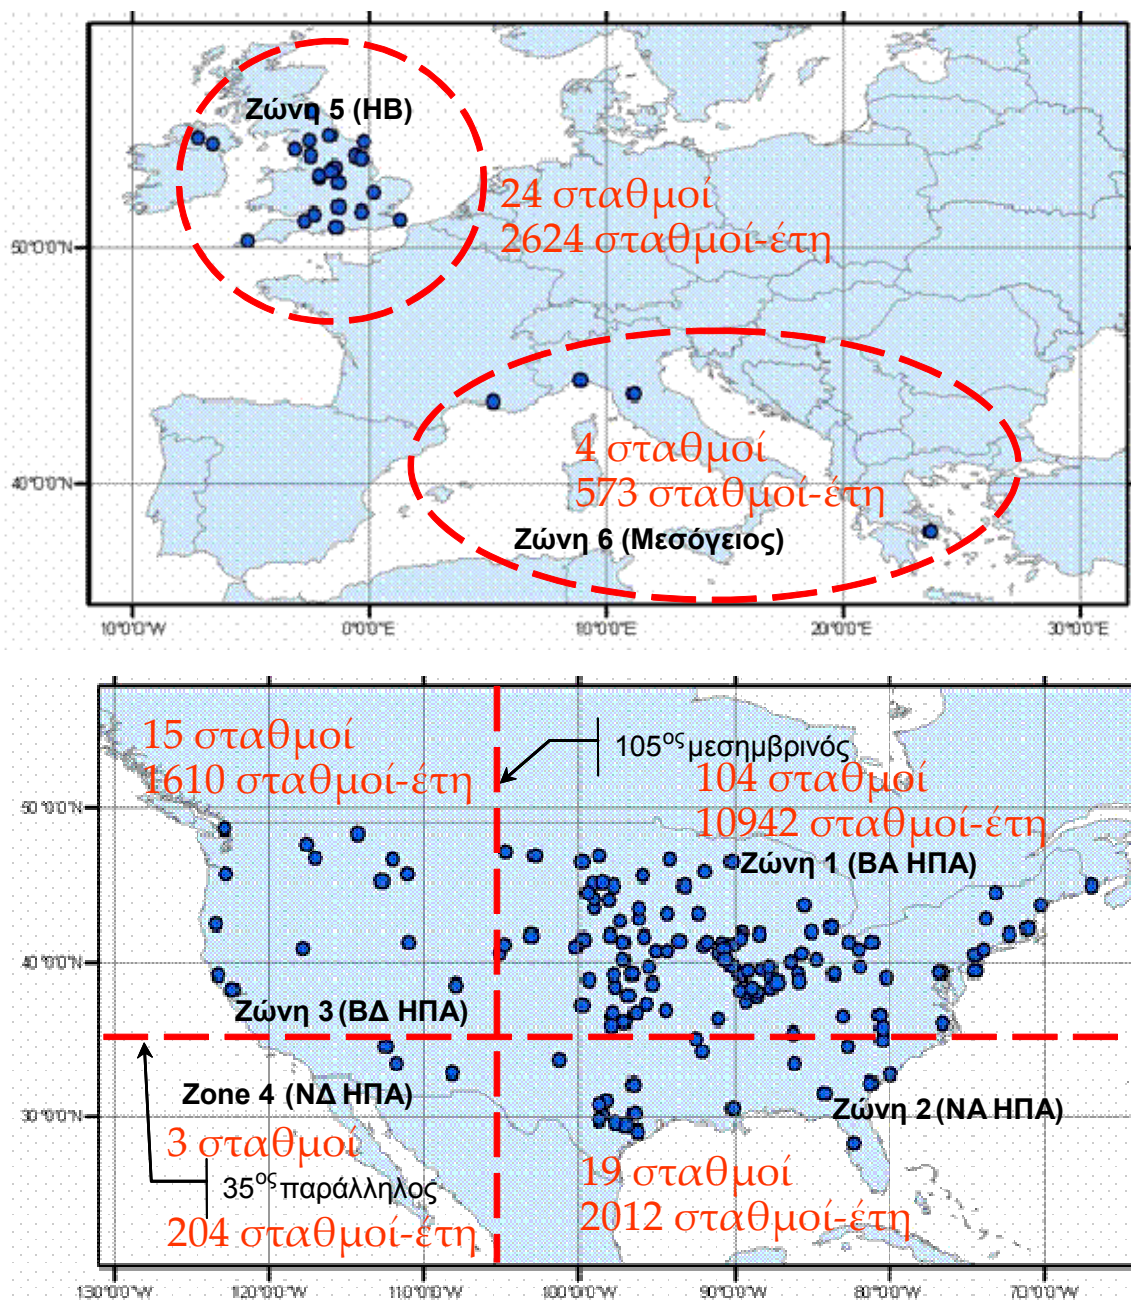 Ζώνη 5 (ΗΒ)
24 σταθμοί
2624 σταθμοί-έτη
50°0'0"N
4 σταθμοί
573 σταθμοί-έτη
40°0'0"N
Ζώνη 6 (Μεσόγειος)
10°0'0"W
0°0'0"E
10°0'0"E
20°0'0"E
30°0'0"E
15 σταθμοί
1610 σταθμοί-έτη
105ος μεσημβρινός
104 σταθμοί
10942 σταθμοί-έτη
50°0'0"N
Ζώνη 1 (ΒΑ ΗΠΑ)
40°0'0"N
Ζώνη 3 (ΒΔ ΗΠΑ)
Zone 4 (ΝΔ ΗΠΑ)
30°0'0"N
Ζώνη 2 (ΝΑ ΗΠΑ)
3 σταθμοί
35ος παράλληλος
204 σταθμοί-έτη
19 σταθμοί
2012 σταθμοί-έτη
130°0'0"W
120°0'0"W
110°0'0"W
100°0'0"W
90°0'0"W
80°0'0"W
70°0'0"W